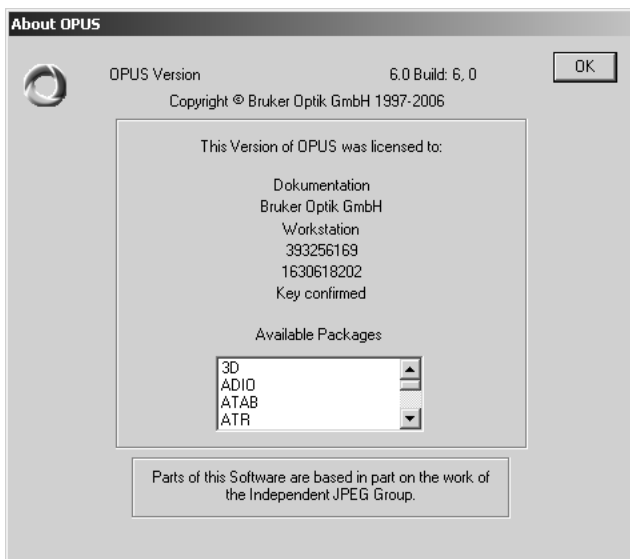 About OPUS
OPUS Version 6.0 Build: 6, 0
OK
Copyright © Bruker Optik GmbH 1997-2006
This Version of OPUS was licensed to:
Dokumentation
Bruker Optik GmbH
Workstation
393256169
1630618202
Key confirmed
Available Packages
3D
ADIO
ATAB
ATR
Parts of this Software are based in part on the work of
the Independent JPEG Group.